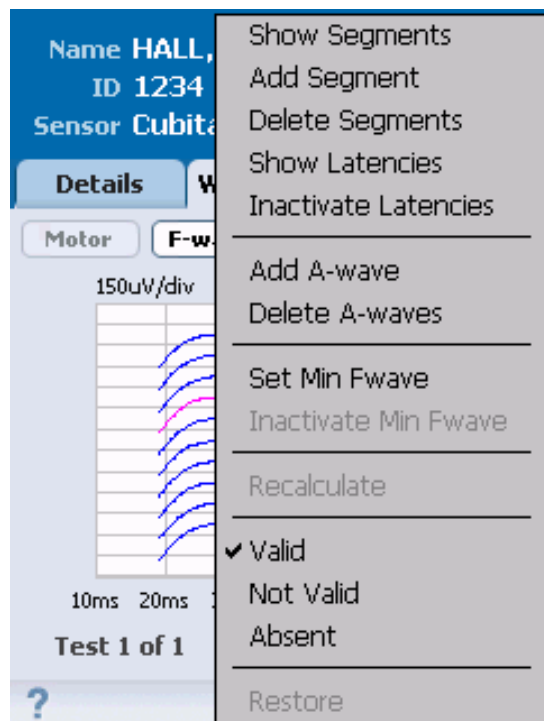 Name HALL,
ID 1234
Sensor Cubita
Details W
Motor F-w
150uV/div
10ms 20ms
Test 1 of 1
?
Show Segments
Add Segment
Delete Segments
Show Latencies
Inactivate Latencies
Add A-wave
Delete A-waves
Set Min Fwave
Inactivate Min Fwave
Recalculate
Valid
Not Valid
Absent
Restore